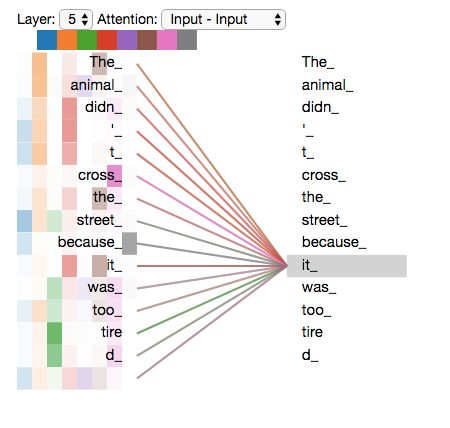 Layer: 5 Attention: Input - Input
The_ The_
animal_ animal_
didn_ didn_
'_ '_
t_ t_
cross_ cross_
the_ the_
street_ street_
because_ because_
it_ it_
was_ was_
too_ too_
tire tire
d_ d_